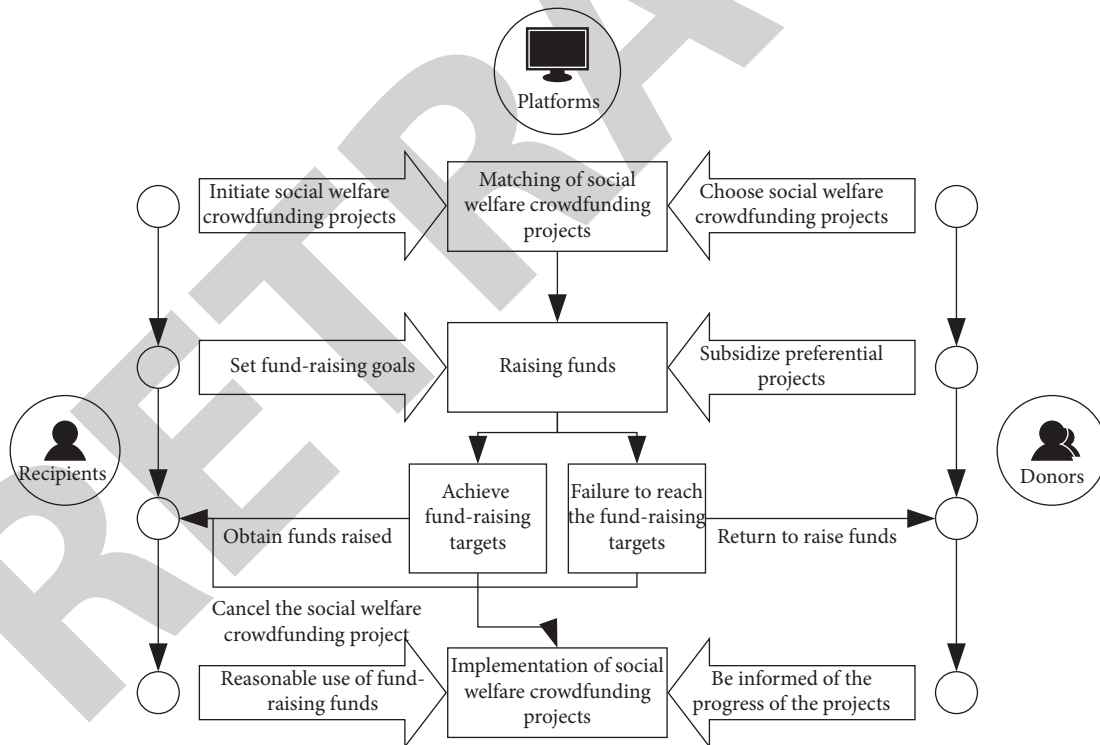 RETRA
Platforms
Initiate social welfare
crowdfunding projects
Matching of social
welfare crowdfunding
projects
Choose social welfare
crowdfunding projects
Set fund-raising goals
Raising funds
Subsidize preferential
projects
Recipients
Donors
Achieve
fund-raising
targets
Failure to reach
the fund-raising
targets
Obtain funds raised
Return to raise funds
Cancel the social welfare
crowdfunding project
Reasonable use of fund-
raising funds
Implementation of social
welfare crowdfunding
projects
Be informed of the
progress of the projects